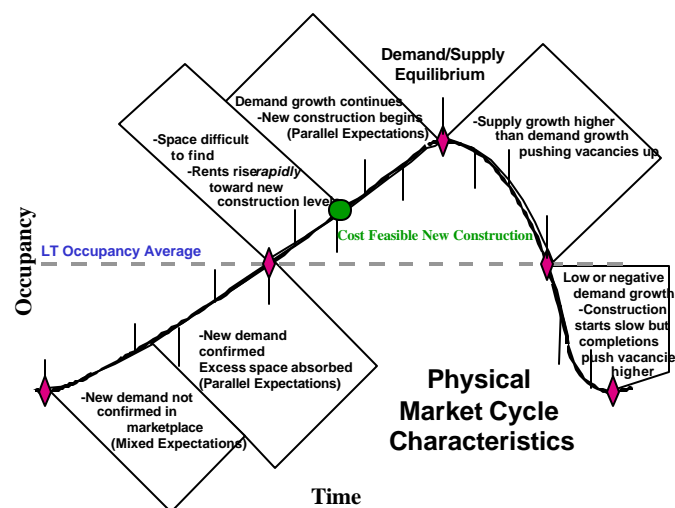 Demand/Supply
Equilibrium
Demand growth continues
-New construction begins
(Parallel Expectations)
-Supply growth higher
than demand growth
pushing vacancies up
-Space difficult
to find
-Rents rise rapidly
toward new
construction level
Cost Feasible New Construction
LT Occupancy Average
Occupancy
Low or negative
demand growth
-Construction
starts slow but
completions
push vacancie
higher
-New demand
confirmed
Excess space absorbed
(Parallel Expectations)
-New demand not
confirmed in
marketplace
(Mixed Expectations)
Physical
Market Cycle
Characteristics
Time